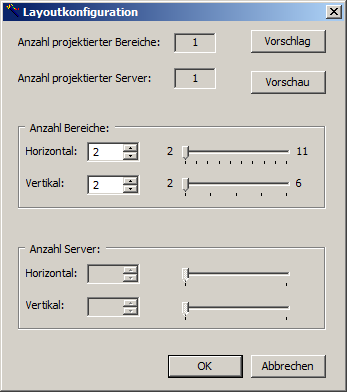 Layoutkonfiguration
Anzahl projektierter Bereiche: 1 Vorschlag
Anzahl projektierter Server: 1 Vorschau
Anzahl Bereiche:
Horizontal: 2 2 11
Vertikal: 2 2 6
Anzahl Server:
Horizontal:
Vertikal:
OK Abbrechen